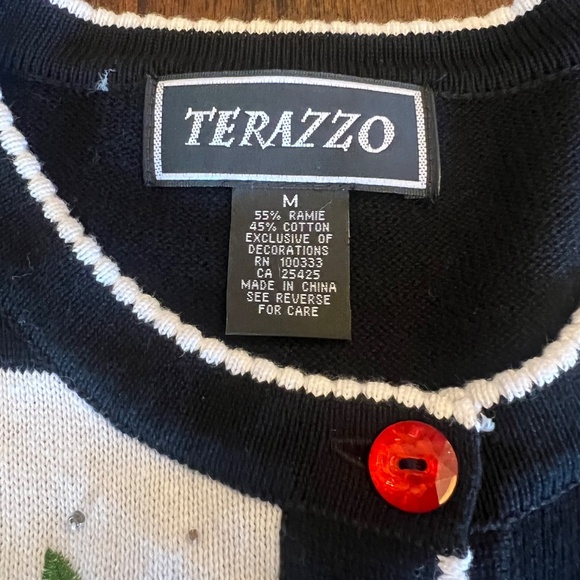 TERAZZO
M
55% RAMIE
45% COTTON
EXCLUSIVE OF
DECORATIONS
RN 100333
CA 25425
MADE IN CHINA
SEE REVERSE
FOR CARE